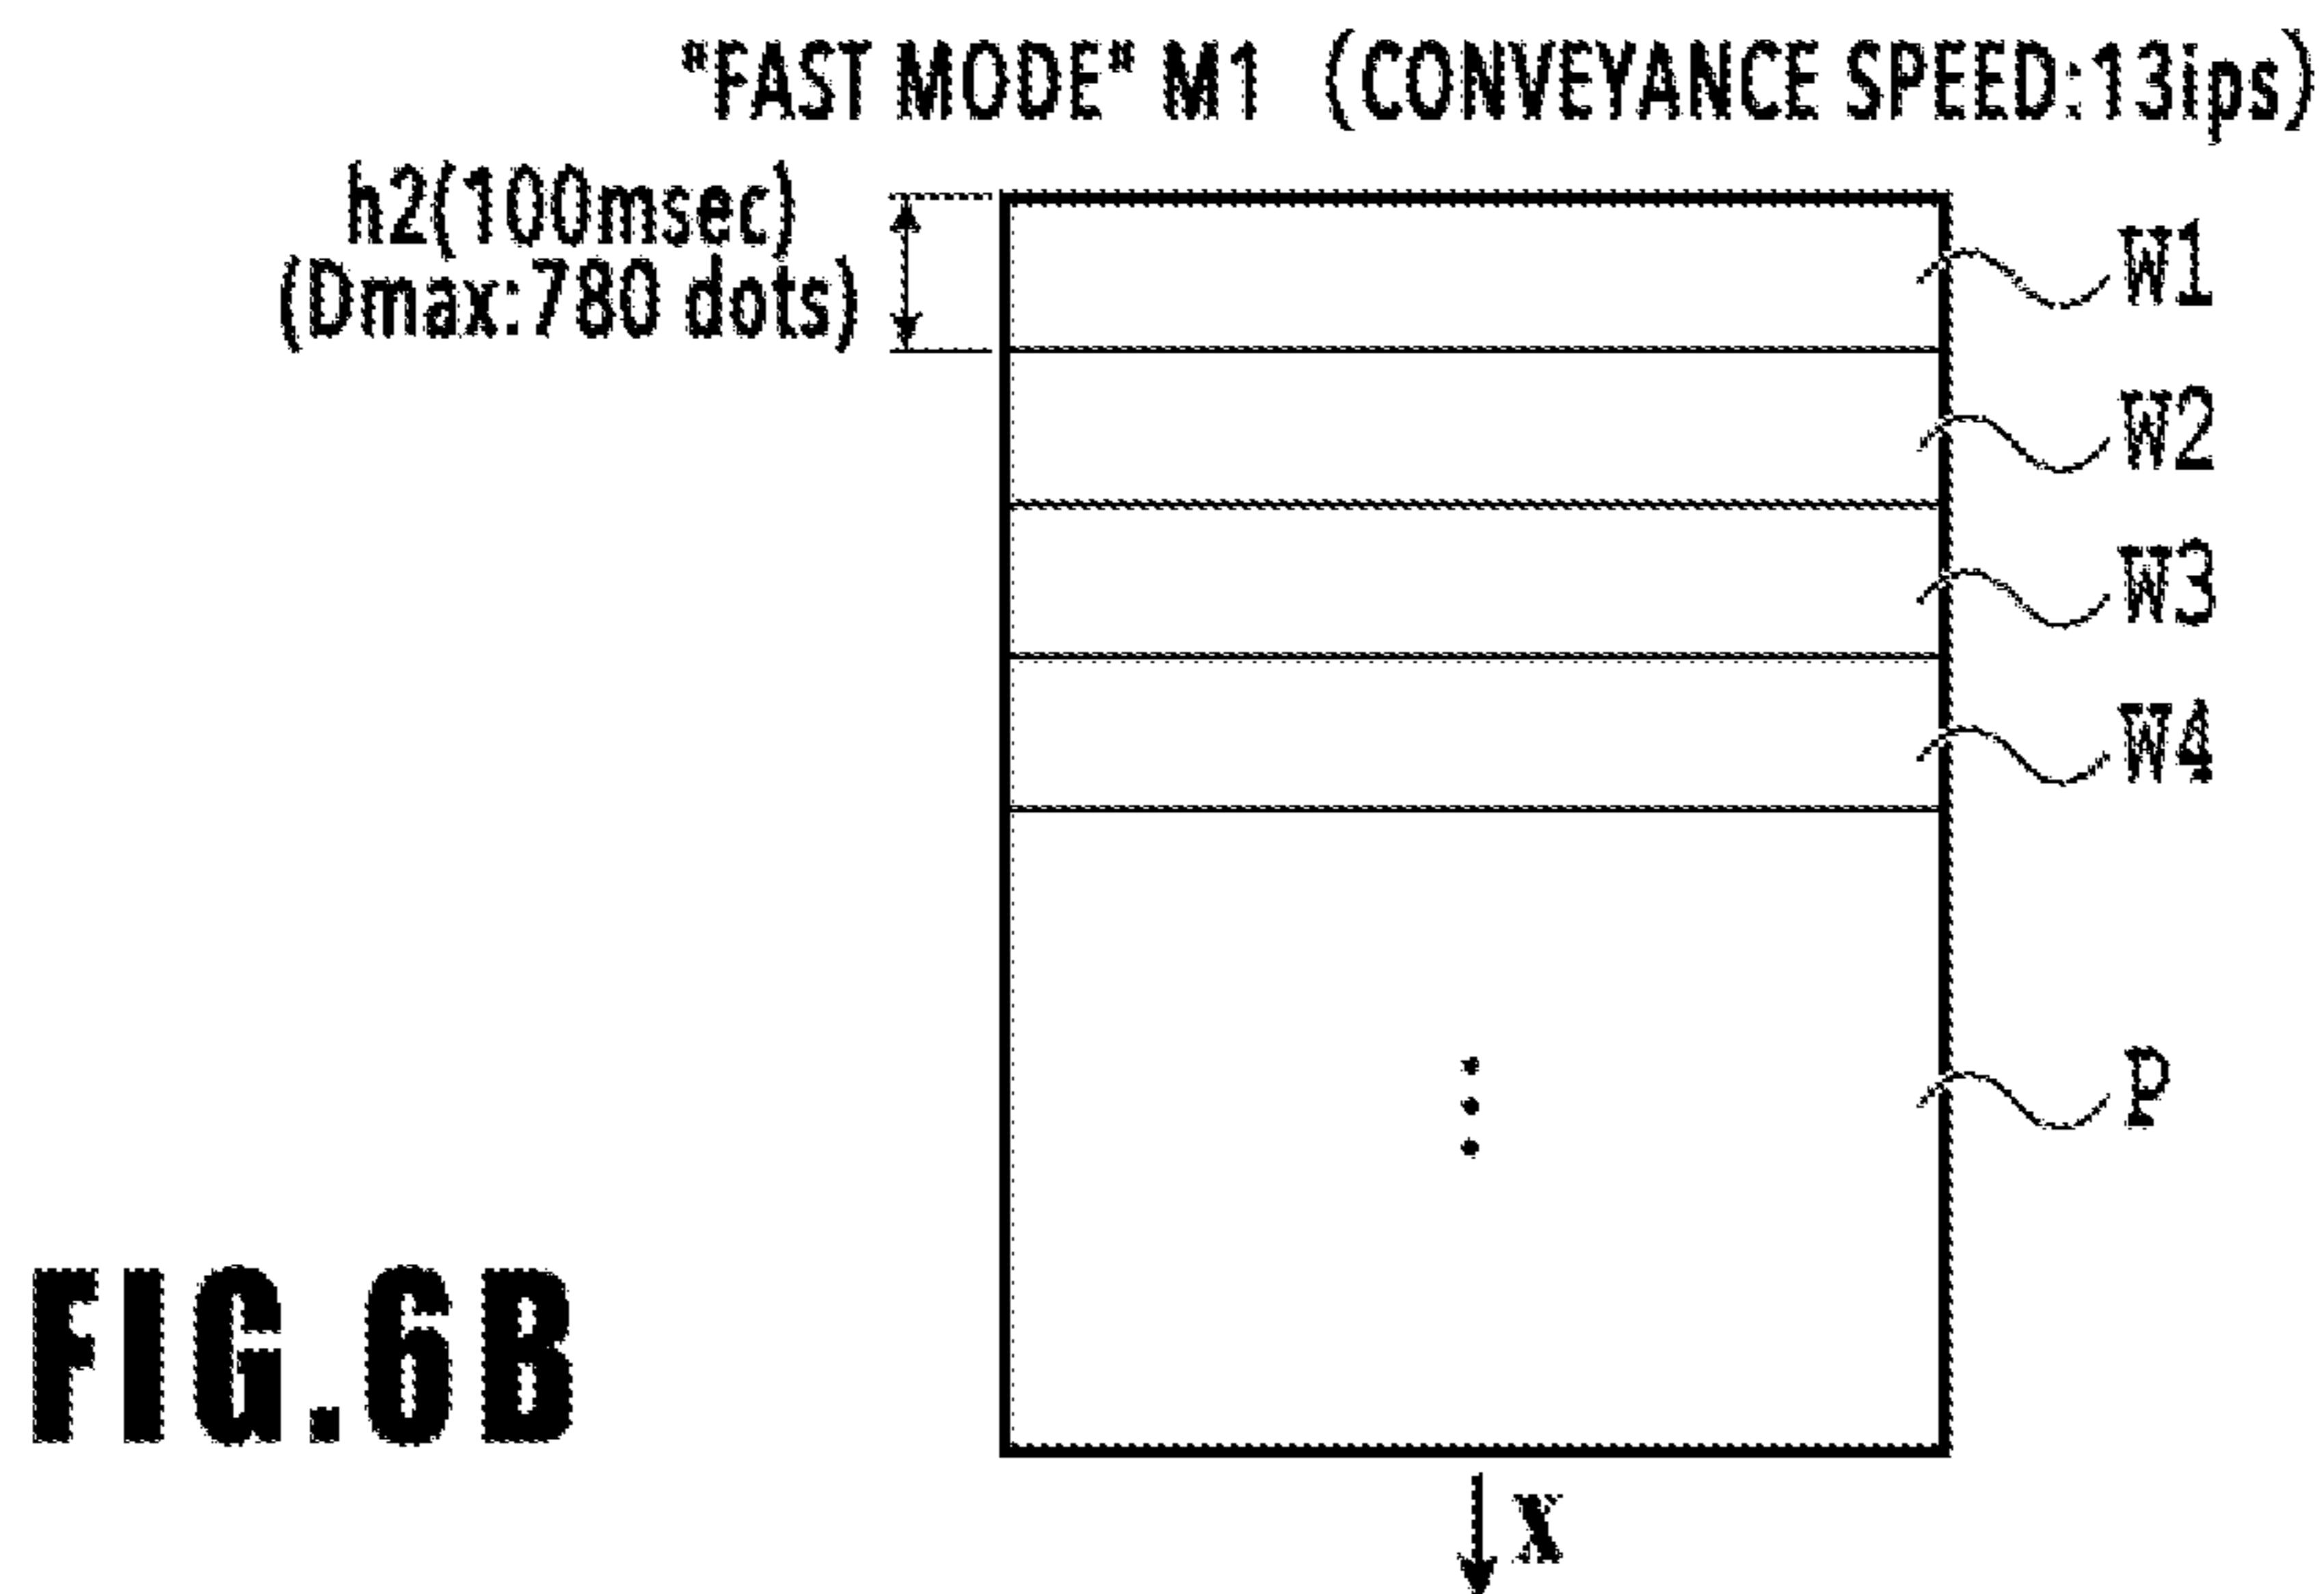 "FAST MODE" M1 (CONVEYANCE SPEED:13ips)
h2(100msec)
(Dmax:780 dots)
W1
W2
W3
W4
P
FIG.6B
X